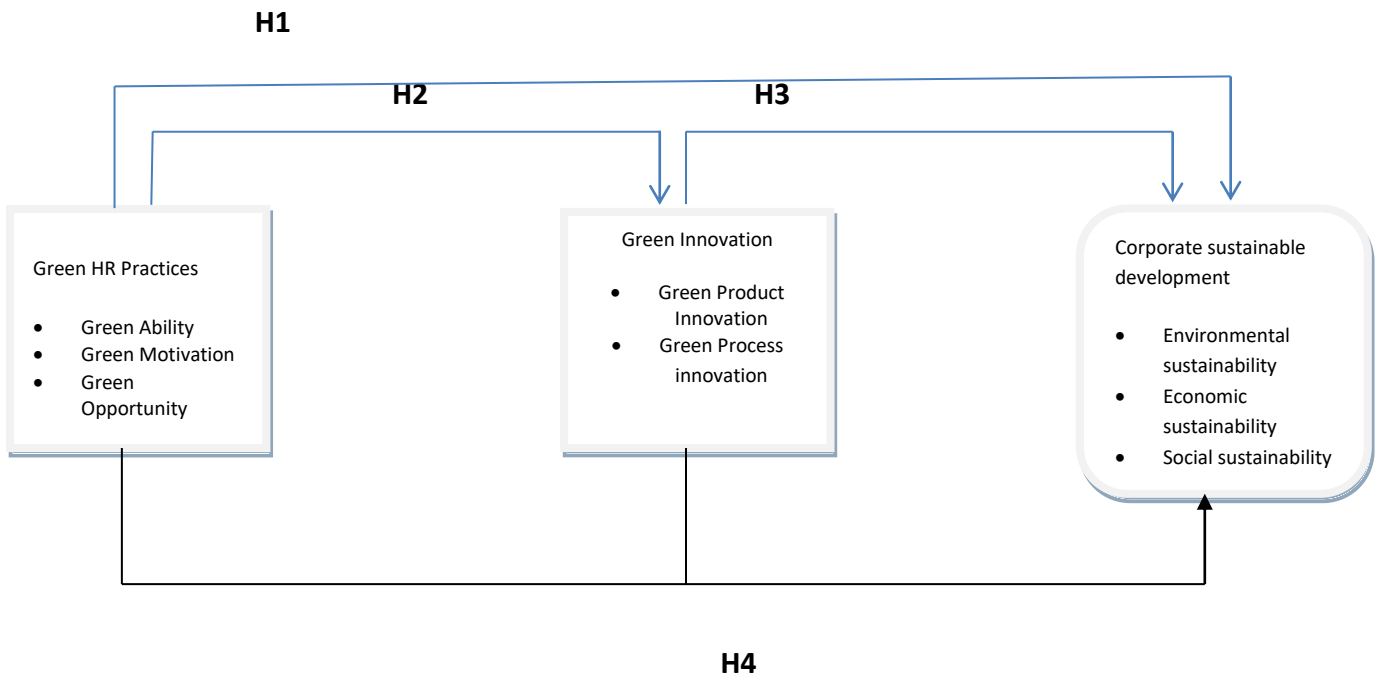 H1
H2
H3
Green HR Practices
• Green Ability
• Green Motivation
• Green
Opportunity
Green Innovation
• Green Product
Innovation
• Green Process
innovation
Corporate sustainable
development
• Environmental
sustainability
• Economic
sustainability
• Social sustainability
H4